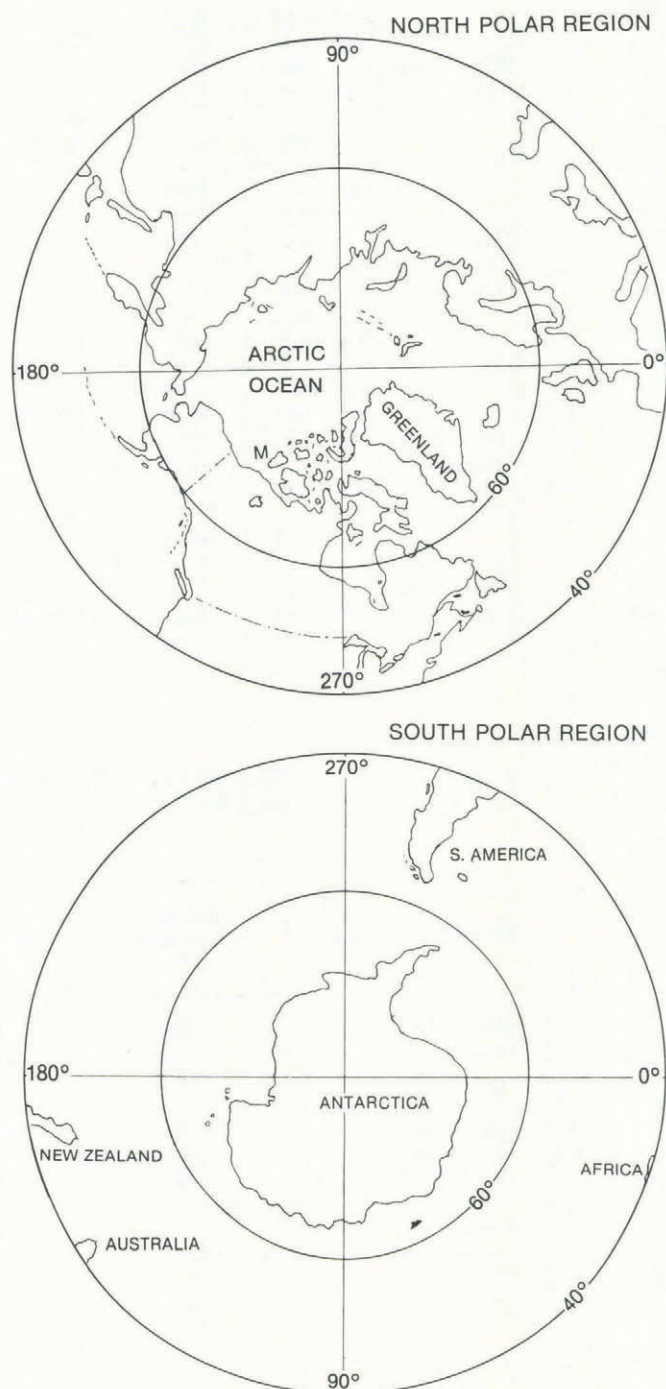 NORTH POLAR REGION
90°
180°
ARCTIC
OCEAN
0°
GREENLAND
M
60°
40°
270°
SOUTH POLAR REGION
270°
S. AMERICA
180°
0°
ANTARCTICA
NEW ZEALAND
AFRICA
60°
AUSTRALIA
40°
90°